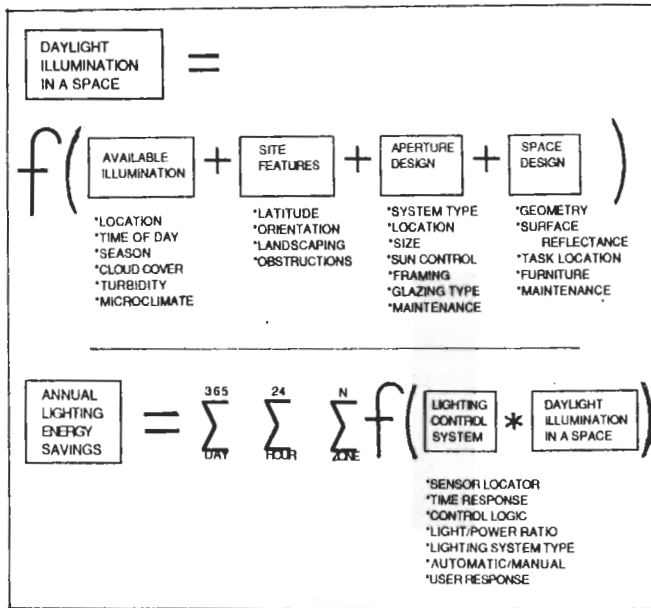 DAYLIGHT
ILLUMINATION
IN A SPACE
=
f ( AVAILABLE
ILLUMINATION
+
SITE
FEATURES
+
APERTURE
DESIGN
+
SPACE
DESIGN
)
*LOCATION
*TIME OF DAY
*SEASON
*CLOUD COVER
*TURBIDITY
*MICROCLIMATE
*LATITUDE
*ORIENTATION
*LANDSCAPING
*OBSTRUCTIONS
*SYSTEM TYPE
*LOCATION
*SIZE
*SUN CONTROL
*FRAMING
*GLAZING TYPE
*MAINTENANCE
*GEOMETRY
*SURFACE
REFLECTANCE
*TASK LOCATION
*FURNITURE
*MAINTENANCE
ANNUAL
LIGHTING
ENERGY
SAVINGS
=
365
∑
DAY
24
∑
HOUR
N
∑
ZONE
f ( LIGHTING
CONTROL
SYSTEM
*
DAYLIGHT
ILLUMINATION
IN A SPACE
)
*SENSOR LOCATOR
*TIME RESPONSE
*CONTROL LOGIC
*LIGHT/POWER RATIO
*LIGHTING SYSTEM TYPE
*AUTOMATIC/MANUAL
*USER RESPONSE